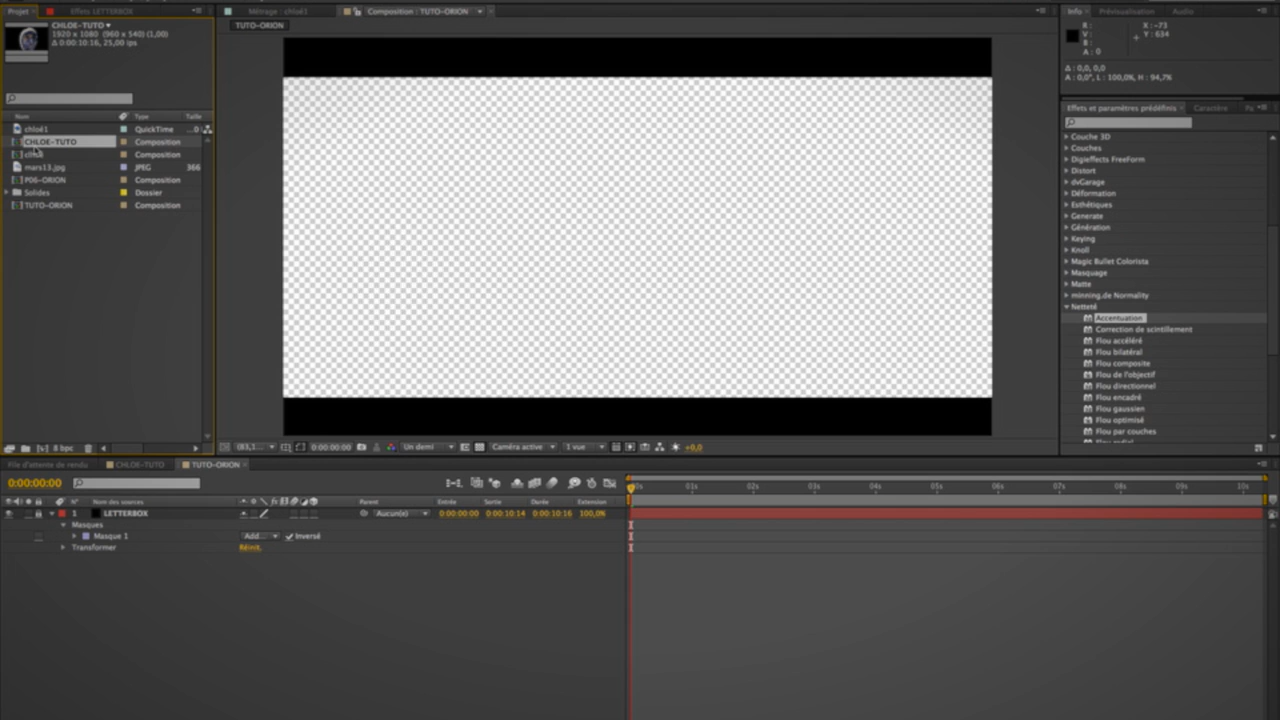 Projet
Effets LETTERBOX
CHLOE-TUTO
1920 x 1080 (960 x 540) (1,00)
Δ 0:00:10:16, 25,00 ips
Nom Type Taille
chloé1 QuickTime ...0
CHLOE-TUTO Composition
Composition
mars13.jpg JPEG 366
P06-ORION Composition
Solides Dossier
TUTO-ORION Composition
8 bpc
Métrage : chloé1
Composition : TUTO-ORION
TUTO-ORION
0:00:00:00
Un demi
Caméra active
1 vue
+0,0
Info Prévisualisation Audio
R :
V :
B :
A : 0
X : -73
Y : 634
Δ : 0,0, 0,0
A : 0,0°, L : 100,0%, H : 94,7%
Effets et paramètres prédéfinis
Caractère
Pa
Couche 3D
Couches
Digieffects FreeForm
Distort
dvGarage
Déformation
Esthétiques
Generate
Génération
Keying
Knoll
Magic Bullet Colorista
Masquage
Matte
minning.de Normality
Netteté
Accentuation
Correction de scintillement
Flou accéléré
Flou bilatéral
Flou composite
Flou de l'objectif
Flou directionnel
Flou encadré
Flou gaussien
Flou optimisé
Flou par couches
File d'attente de rendu
CHLOE-TUTO
TUTO-ORION
0:00:00:00
N° Nom des sources Parent Entrée Sortie Durée Extension
1 LETTERBOX Aucun(e) 0:00:00:00 0:00:10:14 0:00:10:16 100,0%
Masques
Masque 1 Add... Inversé
Transformer Réinit.
00s 01s 02s 03s 04s 05s 06s 07s 08s 09s 10s